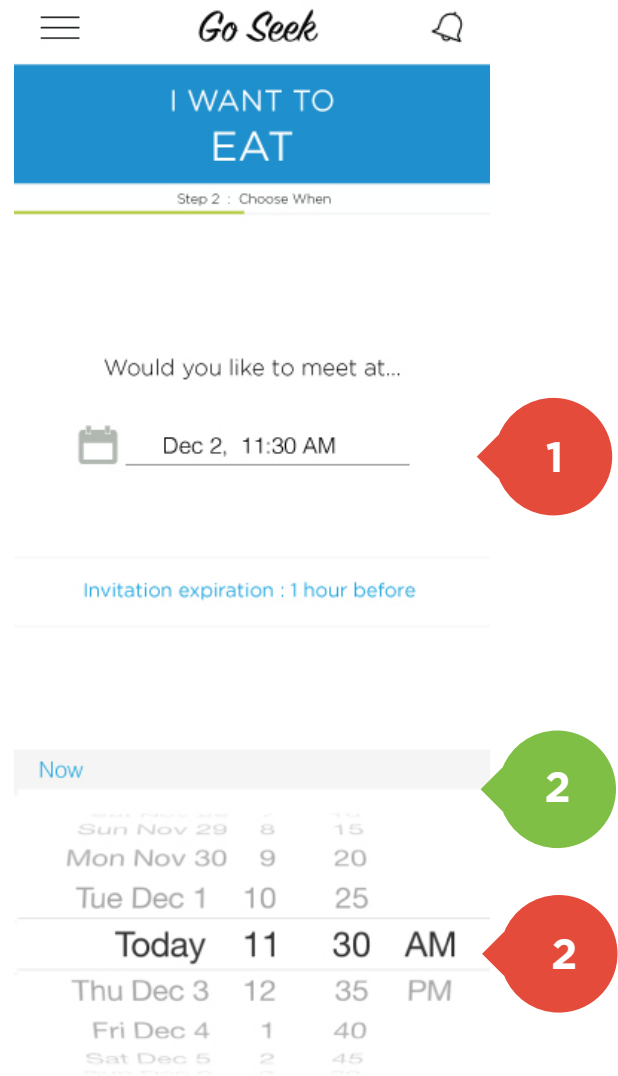 Go Seek
I WANT TO
EAT
Step 2 : Choose When
Would you like to meet at...
Dec 2, 11:30 AM
1
Invitation expiration : 1 hour before
Now
2
Sun Nov 29 8 15
Mon Nov 30 9 20
Tue Dec 1 10 25
Today 11 30 AM
2
Thu Dec 3 12 35 PM
Fri Dec 4 1 40
Sat Dec 5 2 45